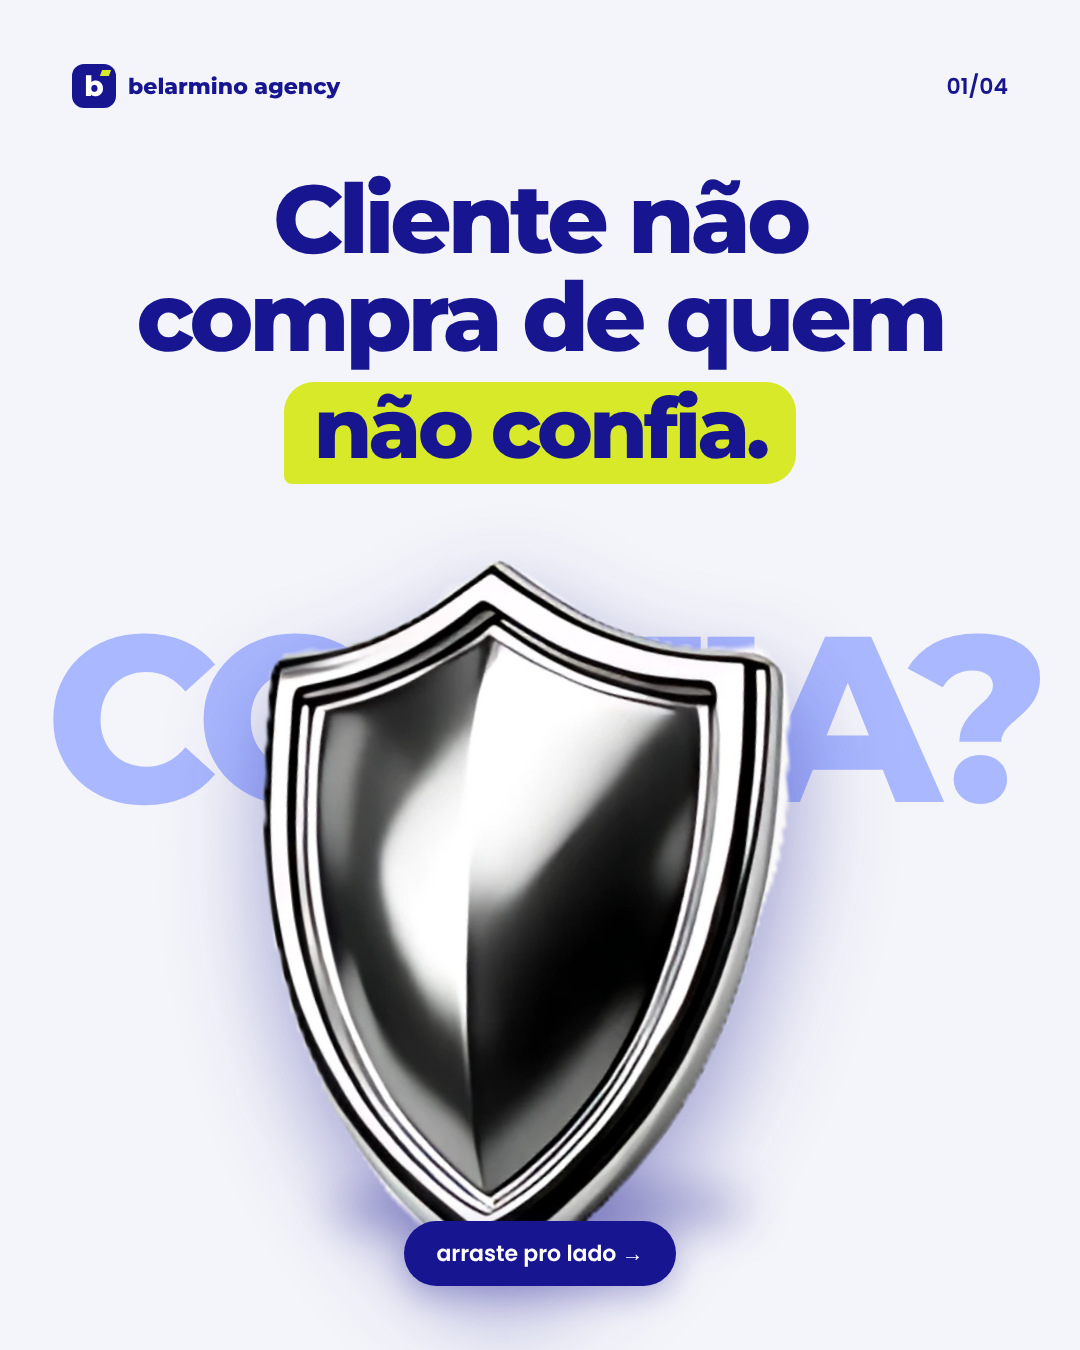 b belarmino agency
01/04
Cliente não
compra de quem
não confia.
A?
arraste pro lado →